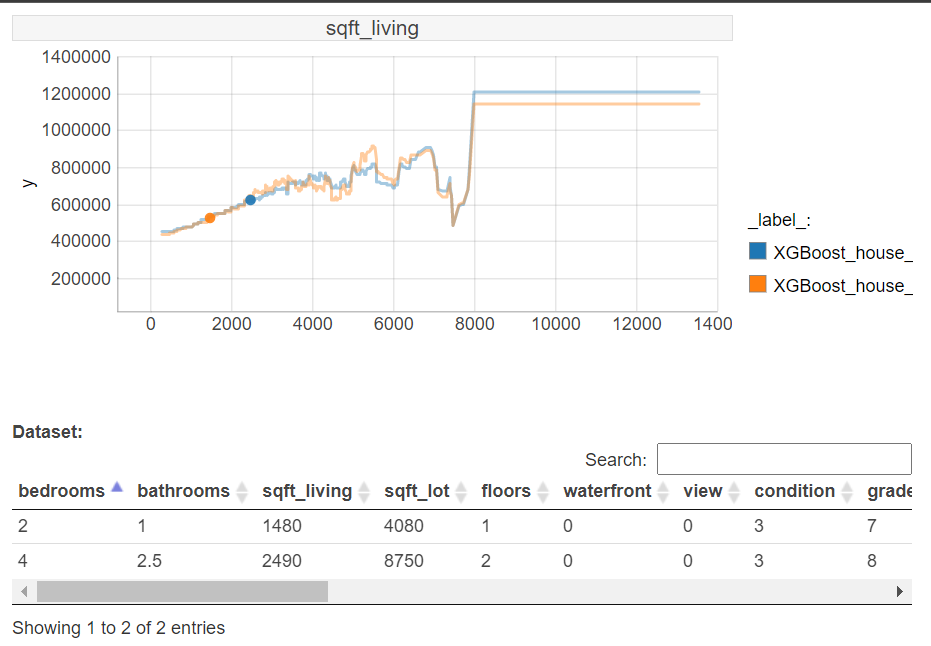 sqft_living
1400000
1200000
1000000
800000
600000
400000
200000
y
0 2000 4000 6000 8000 10000 12000 1400
_label_:
XGBoost_house_
XGBoost_house_
Dataset:
Search:
bedrooms bathrooms sqft_living sqft_lot floors waterfront view condition grade
2 1 1480 4080 1 0 0 3 7
4 2.5 2490 8750 2 0 0 3 8
Showing 1 to 2 of 2 entries